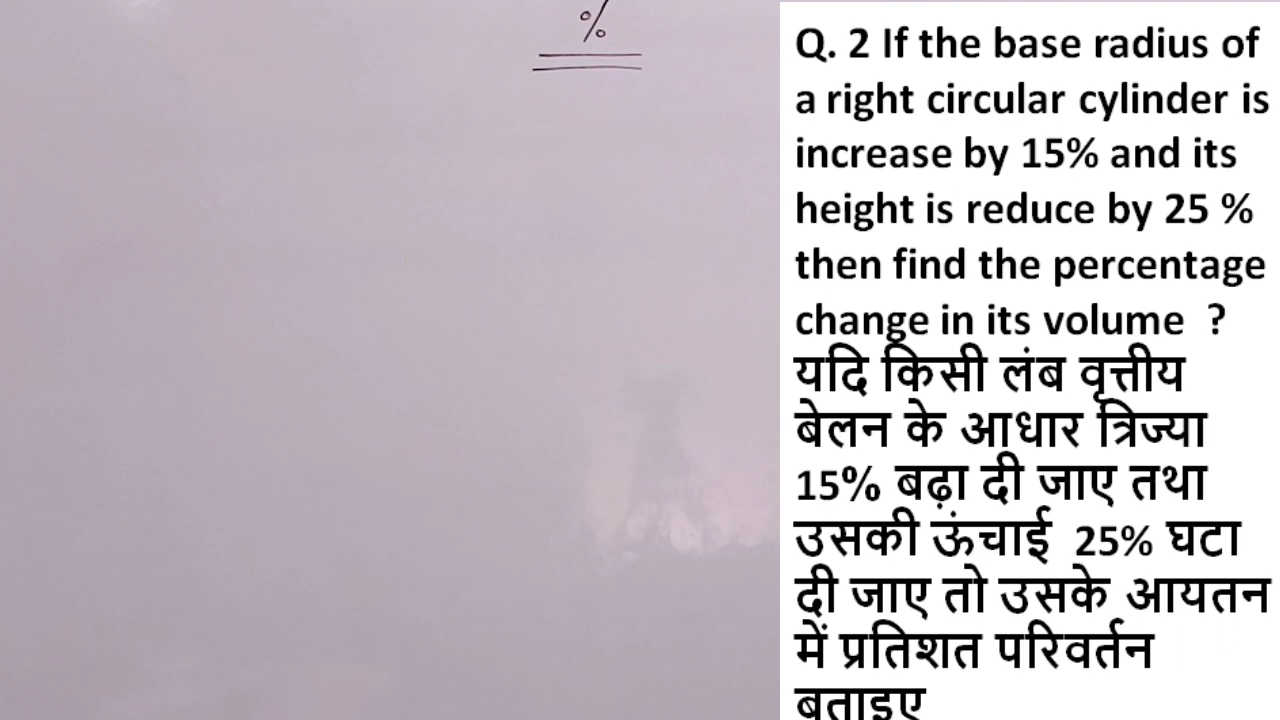 %
Q. 2 If the base radius of
a right circular cylinder is
increase by 15% and its
height is reduce by 25 %
then find the percentage
change in its volume ?
यदि किसी लंब वृत्तीय
बेलन के आधार त्रिज्या
15% बढ़ा दी जाए तथा
उसकी ऊंचाई 25% घटा
दी जाए तो उसके आयतन
में प्रतिशत परिवर्तन
बताइए